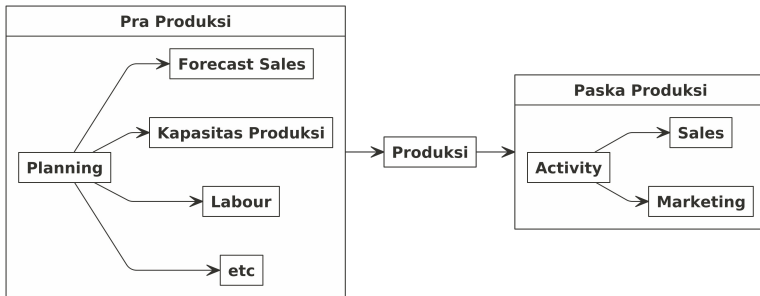 Pra Produksi
Forecast Sales
Kapasitas Produksi
Planning
Labour
etc
Produksi
Paska Produksi
Sales
Activity
Marketing